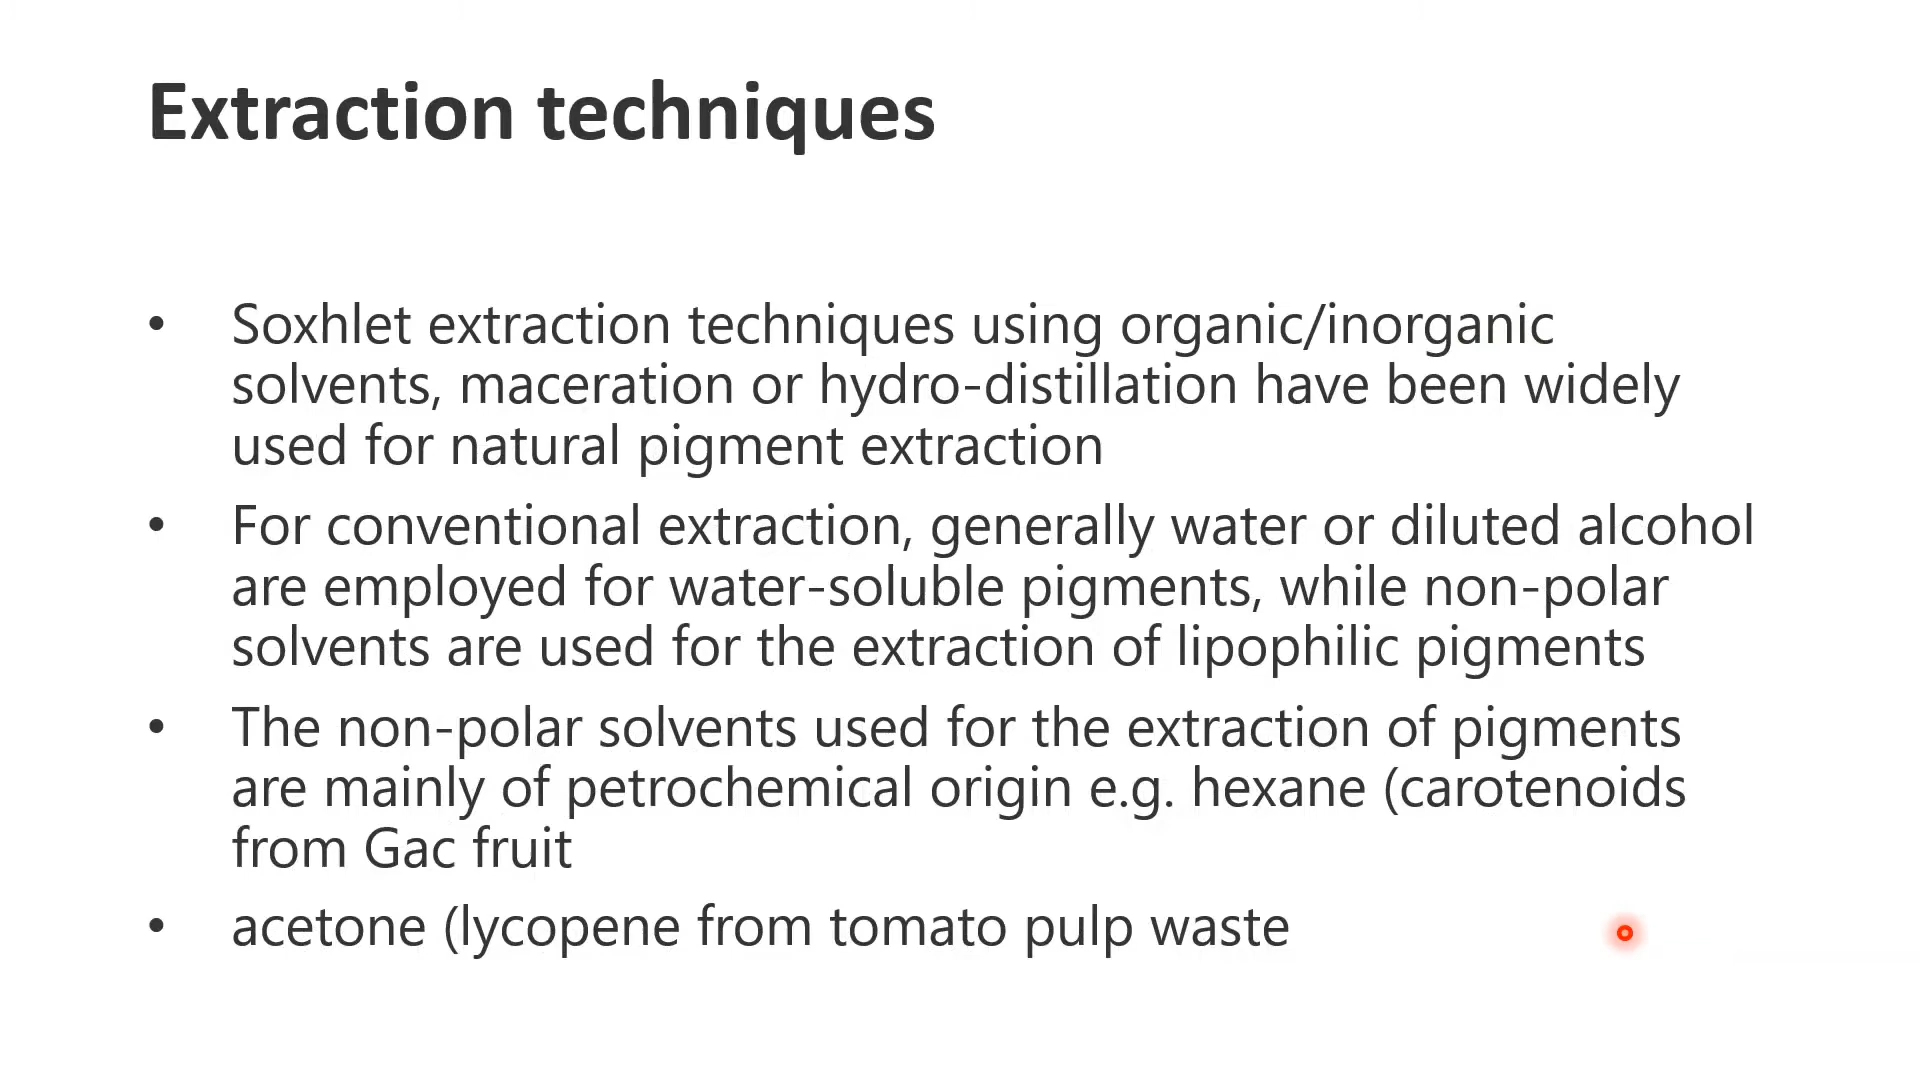 Extraction techniques
• Soxhlet extraction techniques using organic/inorganic
solvents, maceration or hydro-distillation have been widely
used for natural pigment extraction
• For conventional extraction, generally water or diluted alcohol
are employed for water-soluble pigments, while non-polar
solvents are used for the extraction of lipophilic pigments
• The non-polar solvents used for the extraction of pigments
are mainly of petrochemical origin e.g. hexane (carotenoids
from Gac fruit
• acetone (lycopene from tomato pulp waste